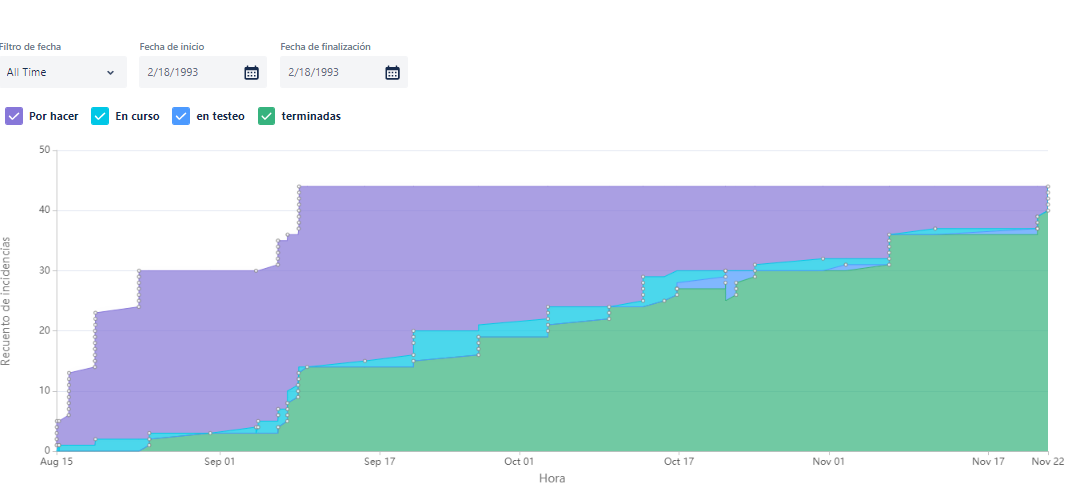 Filtro de fecha Fecha de inicio Fecha de finalización
All Time 2/18/1993 2/18/1993
Por hacer En curso en testeo terminadas
50
40
30
20
10
0
Recuento de incidencias
Aug 15 Sep 01 Sep 17 Oct 01 Oct 17 Nov 01 Nov 17 Nov 22
Hora